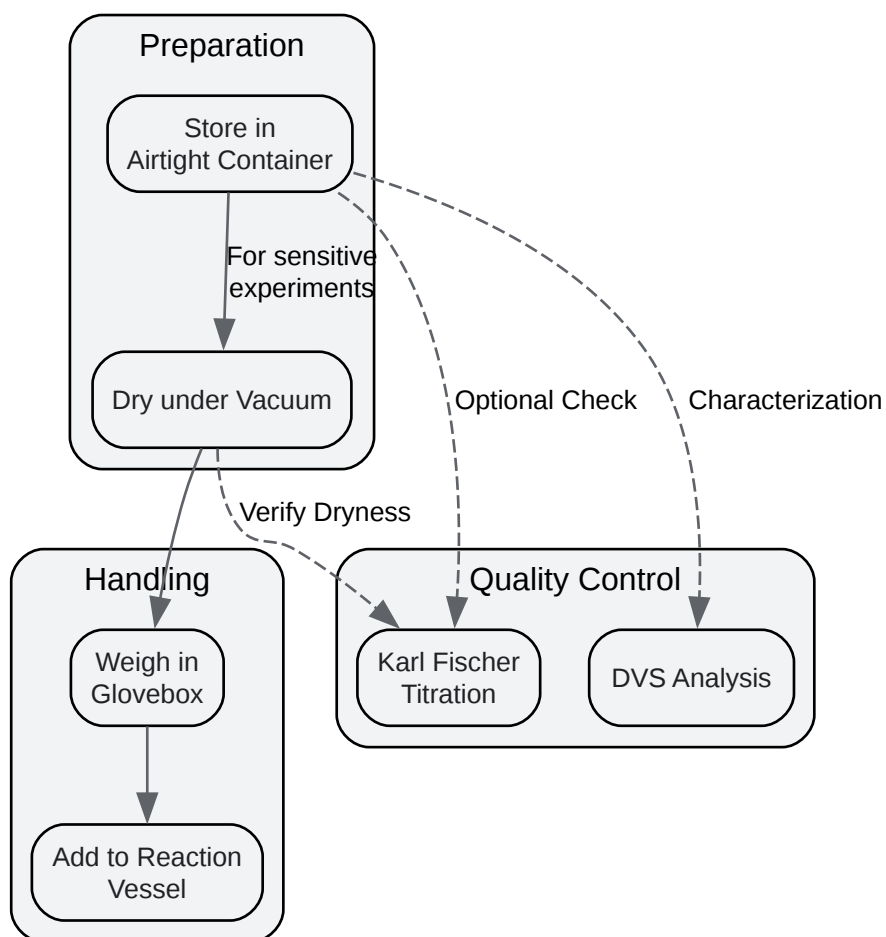 Preparation
Store in
Airtight Container
For sensitive
experiments
Dry under Vacuum
Optional Check
Characterization
Verify Dryness
Handling
Quality Control
Weigh in
Glovebox
Karl Fischer
Titration
DVS Analysis
Add to Reaction
Vessel